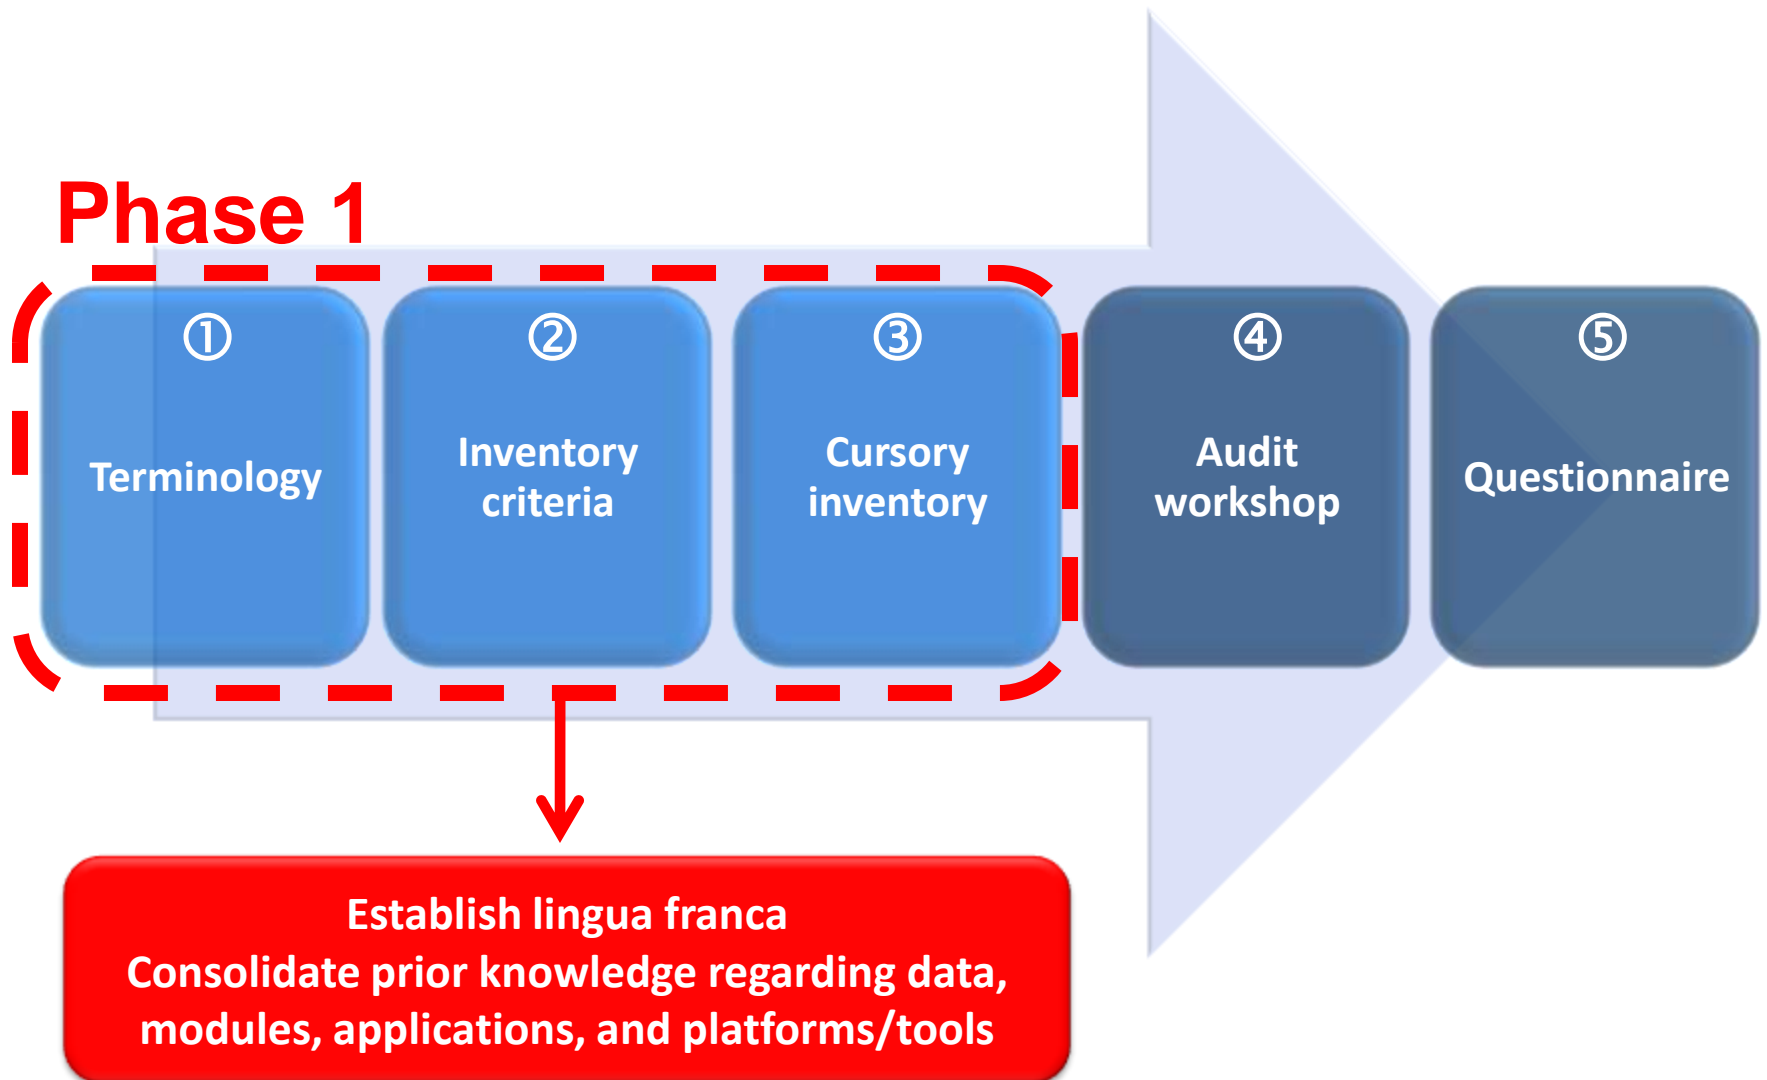 Phase 1
①
②
③
④
⑤
Terminology
Inventory
criteria
Cursory
inventory
Audit
workshop
Questionnaire
Establish lingua franca
Consolidate prior knowledge regarding data,
modules, applications, and platforms/tools